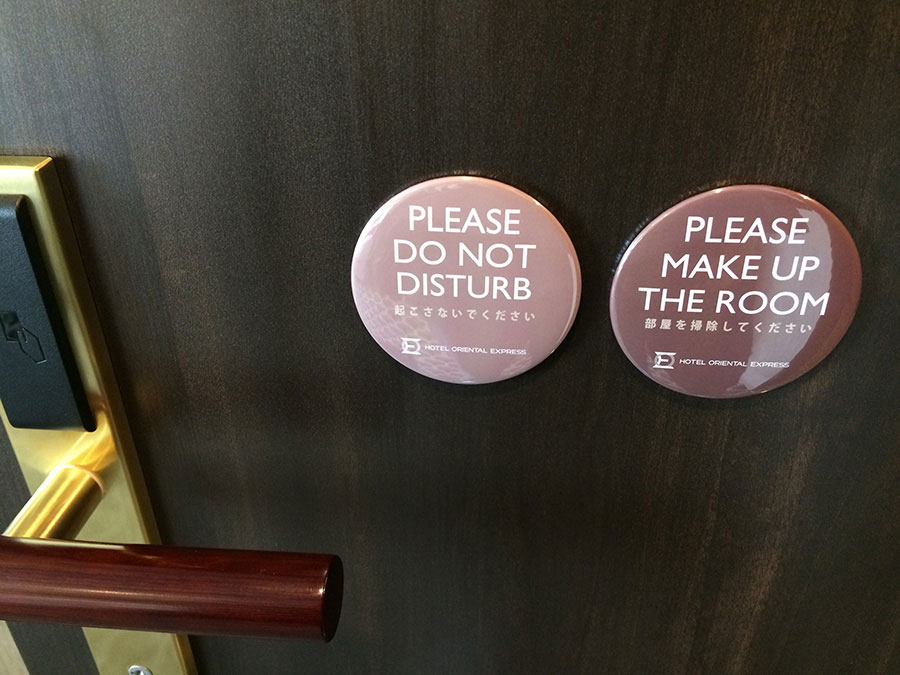 PLEASE
DO NOT
DISTURB
起こさないでください
HOTEL ORIENTAL EXPRESS
PLEASE
MAKE UP
THE ROOM
部屋を掃除してください
HOTEL ORIENTAL EXPRESS